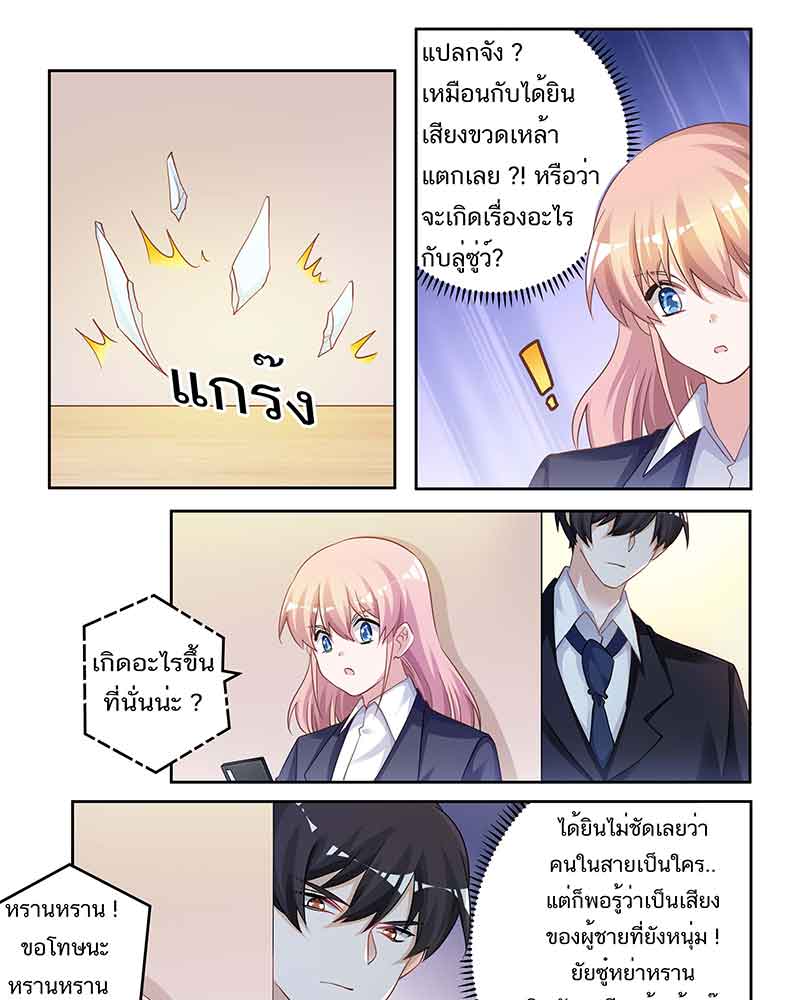 แปลกจัง ?
เหมือนกับได้ยิน
เสียงขวดเหล้า
แตกเลย ?! หรือว่า
จะเกิดเรื่องอะไร
กับลู่ซู่ว์?
แกร๊ง
เกิดอะไรขึ้น
ที่นั่นน่ะ ?
หรานหราน !
ขอโทษนะ
หรานหราน
ได้ยินไม่ชัดเลยว่า
คนในสายเป็นใคร..
แต่ก็พอรู้ว่าเป็นเสียง
ของผู้ชายที่ยังหนุ่ม !
ยัยซู๋หย่าหราน